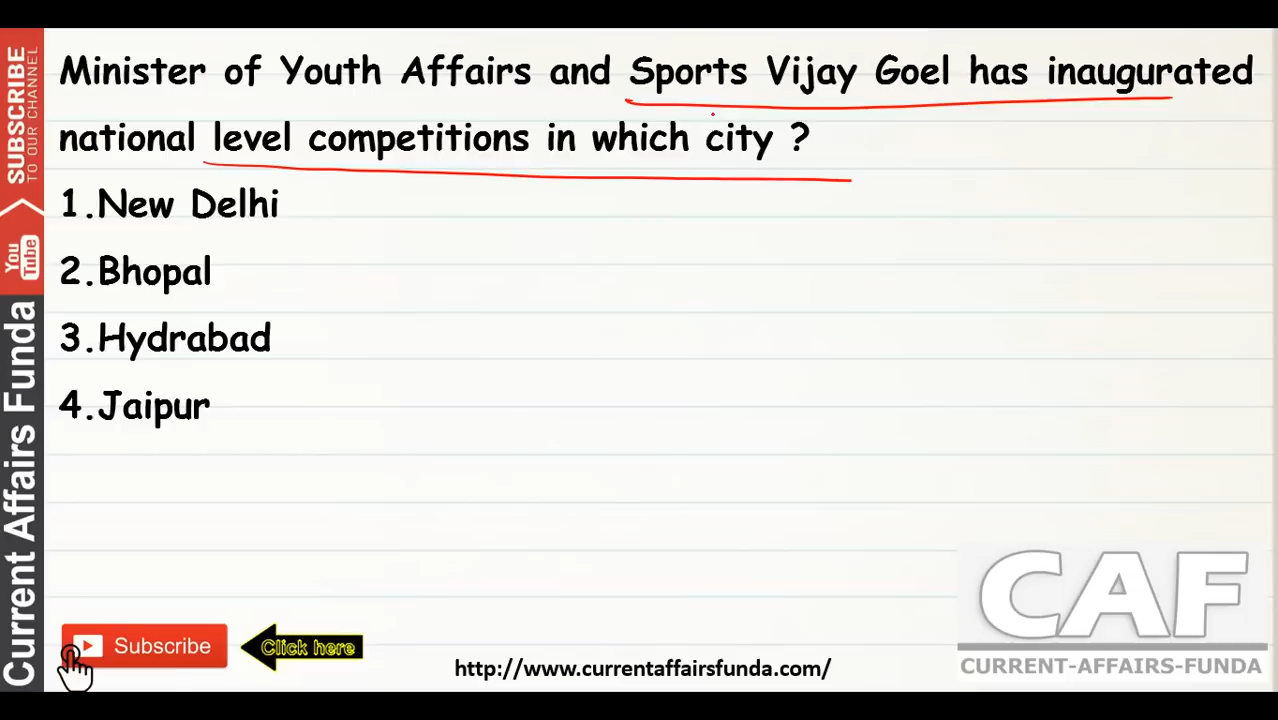 Minister of Youth Affairs and Sports Vijay Goel has inaugurated
national level competitions in which city ?
1.New Delhi
2.Bhopal
3.Hydrabad
4.Jaipur
SUBSCRIBE
TO OUR CHANNEL
You
Tube
Current Affairs Funda
Subscribe
Click here
http://www.currentaffairsfunda.com/
CAF
CURRENT-AFFAIRS-FUNDA